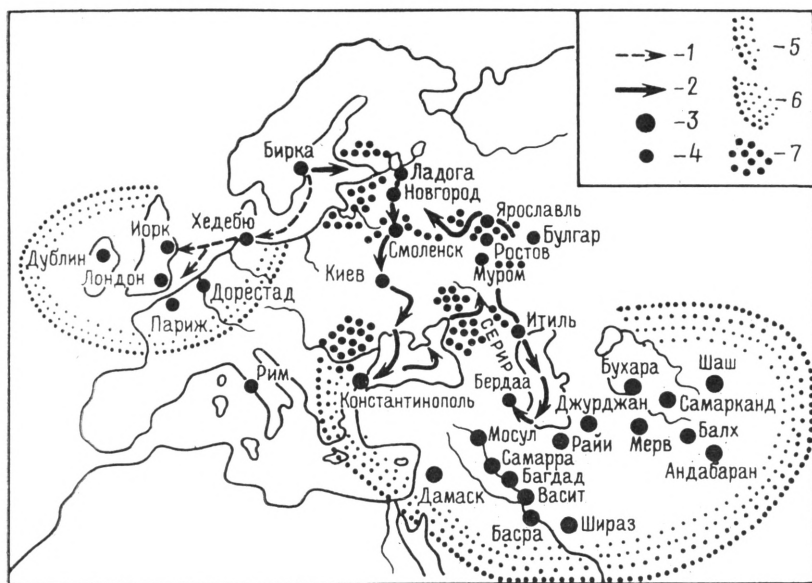 -1
-2
-3
-4
-5
-6
-7
Бирка
Ладога
Новгород
Хедебю
Йорк
Дублин
Лондон
Дорестад
Париж
Смоленск
Ярославль
Ростов
Булгар
Муром
Киев
Итиль
СЕРИР
Рим
Константинополь
Бердаа
Бухара
Шаш
Джурджан
Самарканд
Мосул
Райи
Мерв
Балх
Самарра
Андабаран
Багдад
Дамаск
Васит
Басра
Шираз